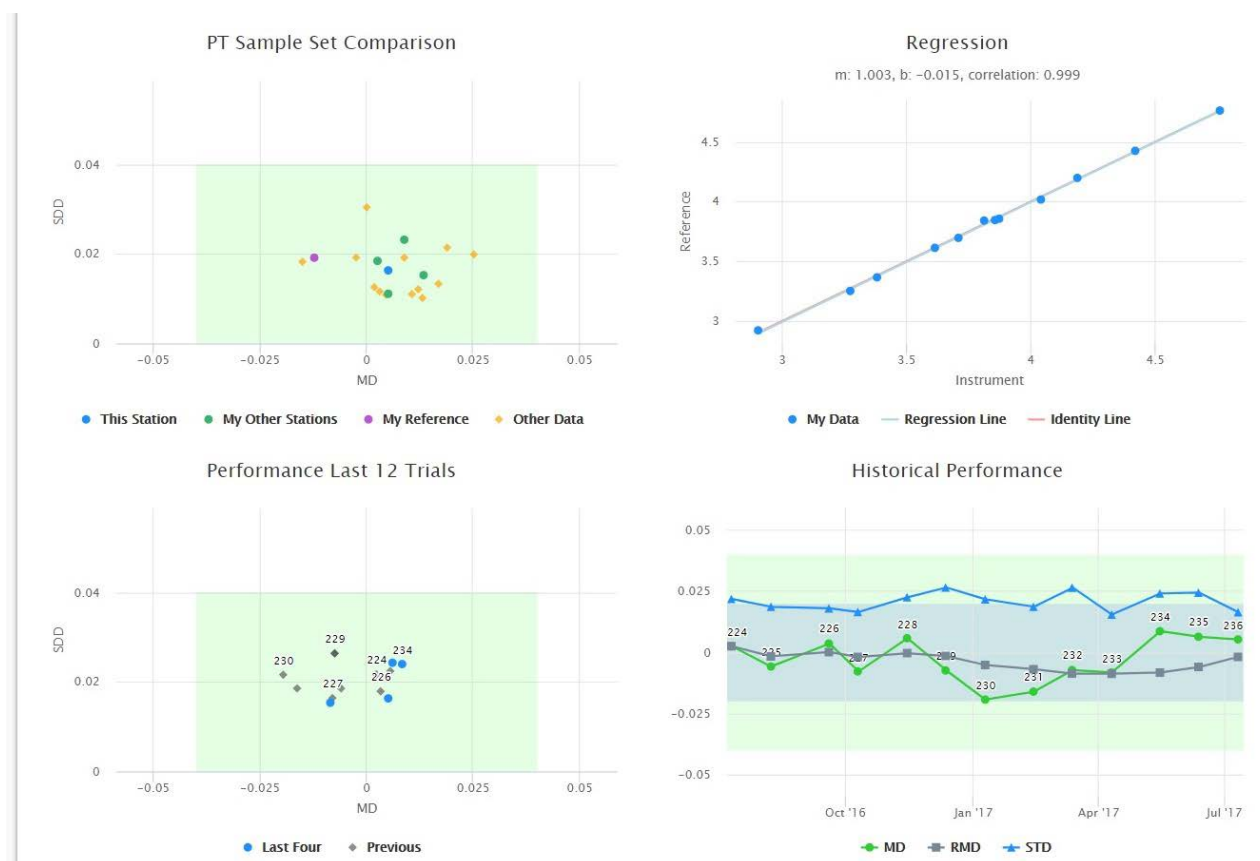 PT Sample Set Comparison
SDD
0.04
0.02
0
−0.05
−0.025
0
0.025
0.05
MD
This Station
My Other Stations
My Reference
Other Data
Regression
m: 1.003, b: −0.015, correlation: 0.999
Reference
4.5
4
3.5
3
3
3.5
4
4.5
Instrument
My Data
Regression Line
Identity Line
Performance Last 12 Trials
SDD
0.04
0.02
0
229
230
224
234
227
226
−0.05
−0.025
0
0.025
0.05
MD
Last Four
Previous
Historical Performance
0.05
0.025
0
−0.025
−0.05
224
226
228
230
231
232
233
234
235
236
Oct '16
Jan '17
Apr '17
Jul '17
MD
RMD
STD